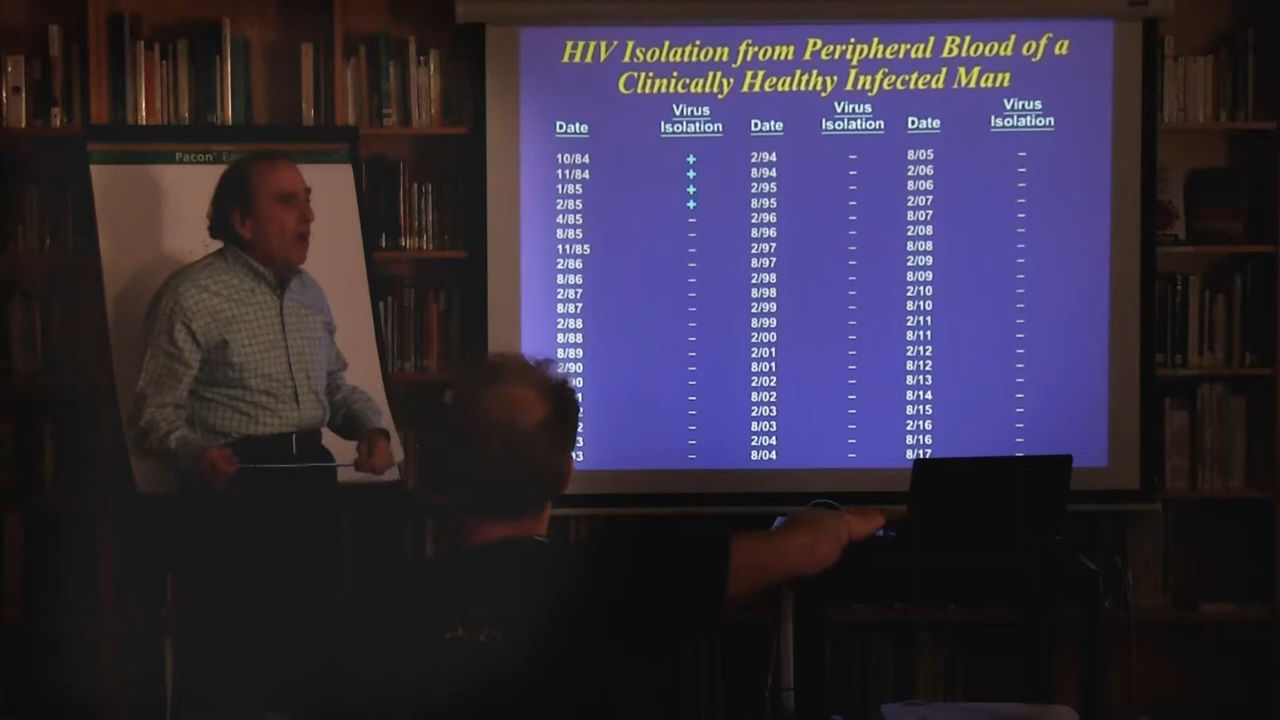 HIV Isolation from Peripheral Blood of a
Clinically Healthy Infected Man
Pacon
Date Virus Isolation Date Virus Isolation Date Virus Isolation
10/84 + 2/94 – 8/05 –
11/84 + 8/94 – 2/06 –
1/85 + 2/95 – 8/06 –
2/85 + 8/95 – 2/07 –
4/85 – 2/96 – 8/07 –
8/85 – 8/96 – 2/08 –
11/85 – 2/97 – 8/08 –
2/86 – 8/97 – 2/09 –
8/86 – 2/98 – 8/09 –
2/87 – 8/98 – 2/10 –
8/87 – 2/99 – 8/10 –
2/88 – 8/99 – 2/11 –
8/88 – 2/00 – 8/11 –
8/89 – 2/01 – 2/12 –
2/90 – 8/01 – 8/12 –
– 2/02 – 8/13 –
– 8/02 – 8/14 –
– 2/03 – 8/15 –
– 8/03 – 2/16 –
– 2/04 – 8/16 –
– 8/04 – 8/17 –